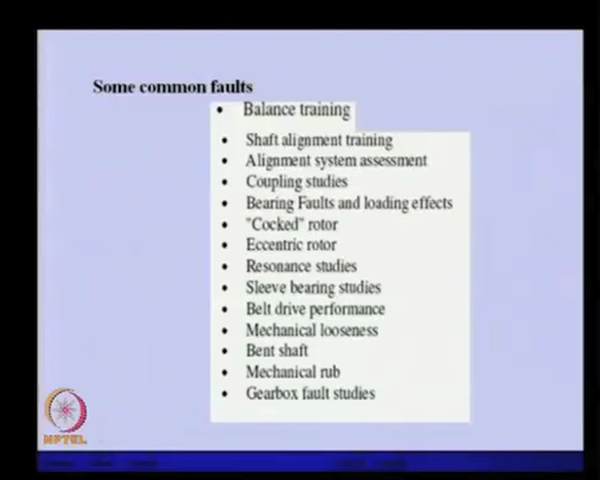 Some common faults
• Balance training
• Shaft alignment training
• Alignment system assessment
• Coupling studies
• Bearing Faults and loading effects
• "Cocked" rotor
• Eccentric rotor
• Resonance studies
• Sleeve bearing studies
• Belt drive performance
• Mechanical looseness
• Bent shaft
• Mechanical rub
• Gearbox fault studies
NPTEL